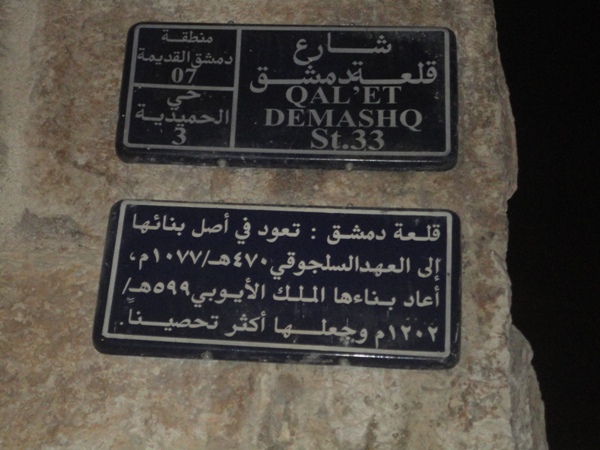 شارع
قلعة دمشق
QAL'ET
DEMASHQ
St.33
منطقة
دمشق القديمة
07
حي
الحميدية
3
قلعة دمشق : تعود في أصل بنائها
إلى العهد السلجوقي ٤٧٠هـ/١٠٧٧م،
أعاد بناءها الملك الأيوبي ٥٩٩هـ/
١٢٠٢م وجعلها أكثر تحصيناً.